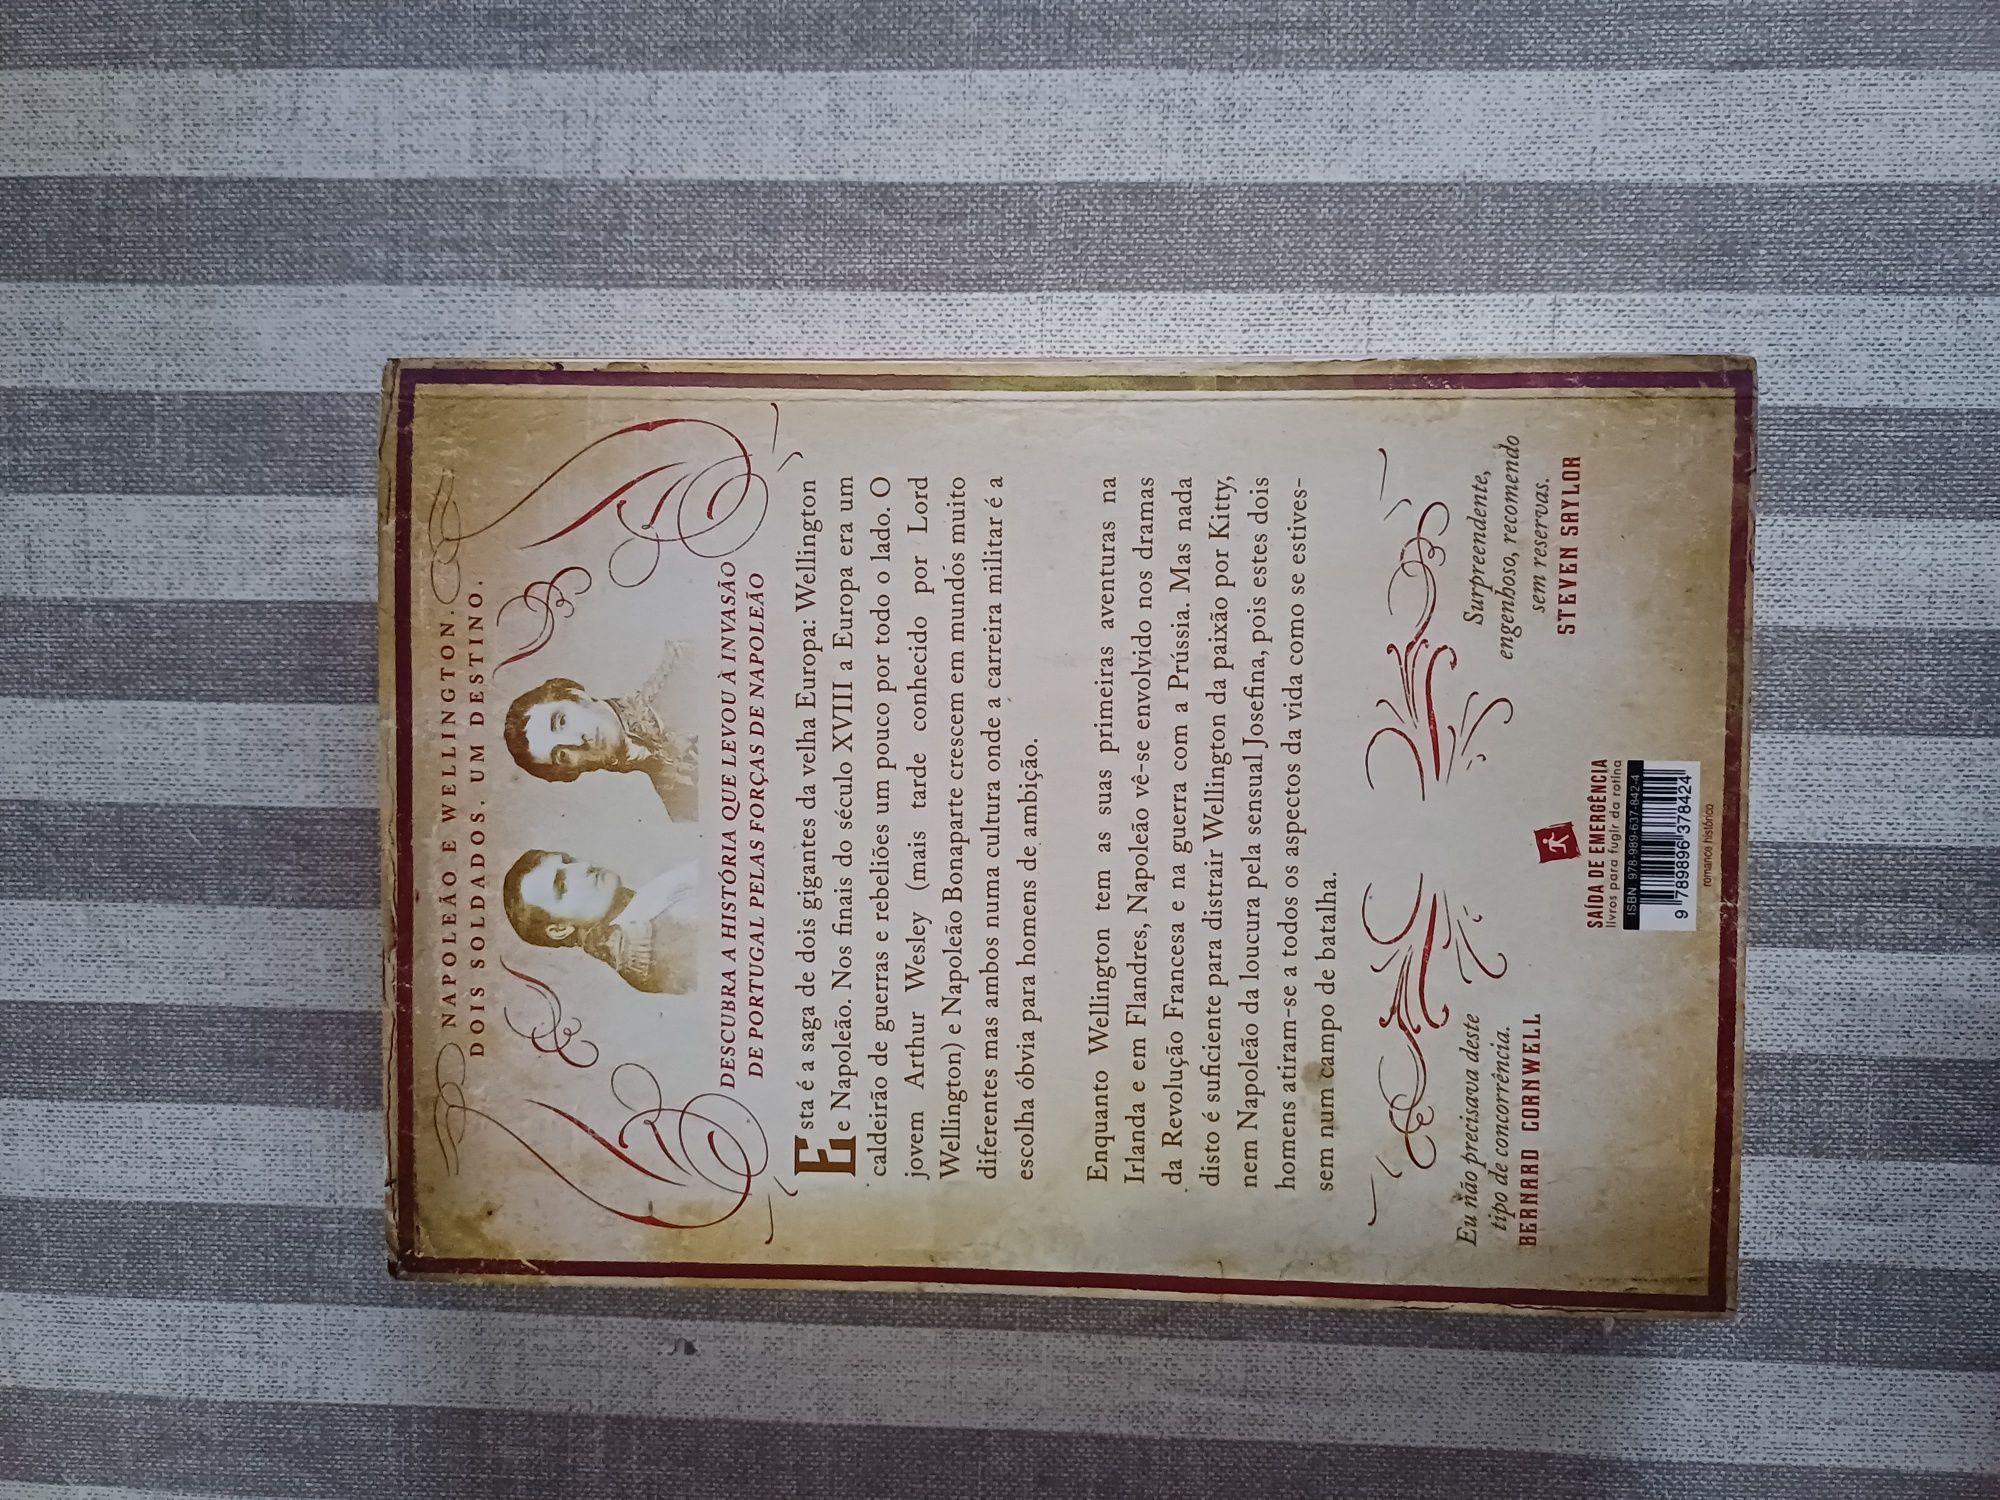 NAPOLEÃO E WELLINGTON.
DOIS SOLDADOS. UM DESTINO.
DESCUBRA A HISTÓRIA QUE LEVOU À INVASÃO
DE PORTUGAL PELAS FORÇAS DE NAPOLEÃO
Esta é a saga de dois gigantes da velha Europa: Wellington
e Napoleão. Nos finais do século XVIII a Europa era um
caldeirão de guerras e rebeliões um pouco por todo o lado. O
jovem Arthur Wesley (mais tarde conhecido por Lord
Wellington) e Napoleão Bonaparte crescem em mundos muito
diferentes mas ambos numa cultura onde a carreira militar é a
escolha óbvia para homens de ambição.
Enquanto Wellington tem as suas primeiras aventuras na
Irlanda e em Flandres, Napoleão vê-se envolvido nos dramas
da Revolução Francesa e na guerra com a Prússia. Mas nada
disto é suficiente para distrair Wellington da paixão por Kitty,
nem Napoleão da loucura pela sensual Josefina, pois estes dois
homens atiram-se a todos os aspectos da vida como se estives-
sem num campo de batalha.
Eu não precisava deste
tipo de concorrência.
BERNARD CORNWELL
Surpreendente,
engenhoso, recomendo
sem reservas.
STEVEN SAYLOR
SAÍDA DE EMERGÊNCIA
livros para fugir da rotina
ISBN 978-989-637-842-4
9 789896 378424
romance histórico